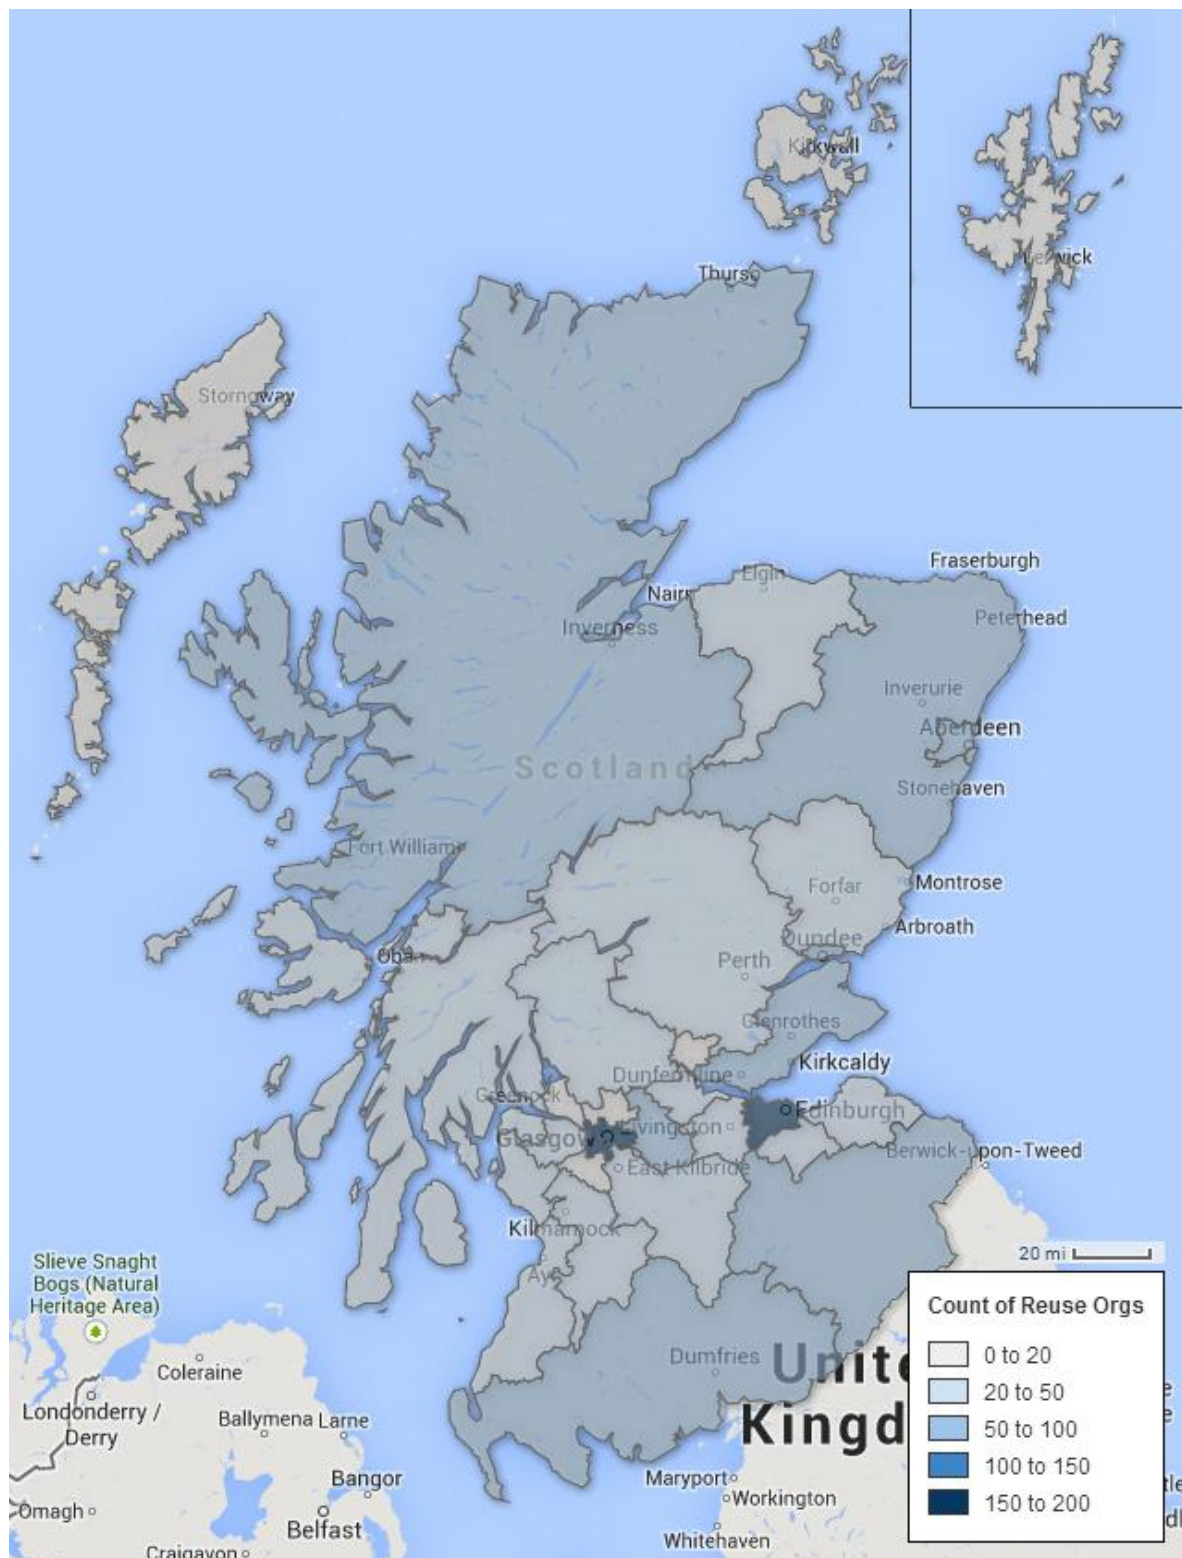 Kirkwall
Lerwick
Thurso
Stornoway
Fraserburgh
Elgin
Nairn
Peterhead
Inverness
Inverurie
Aberdeen
Scotland
Stonehaven
Fort William
Forfar
Montrose
Arbroath
Dundee
Oban
Perth
Glenrothes
Kirkcaldy
Dunfermline
Greenock
Edinburgh
Livingston
Glasgow
Berwick-upon-Tweed
East Kilbride
Kilmarnock
Ayr
20 mi
Slieve Snaght
Bogs (Natural
Heritage Area)
Count of Reuse Orgs
0 to 20
20 to 50
50 to 100
100 to 150
150 to 200
Dumfries
Unite
Kingd
Coleraine
Londonderry /
Derry
Ballymena
Larne
Bangor
Maryport
Workington
Omagh
Belfast
Whitehaven
Craigavon